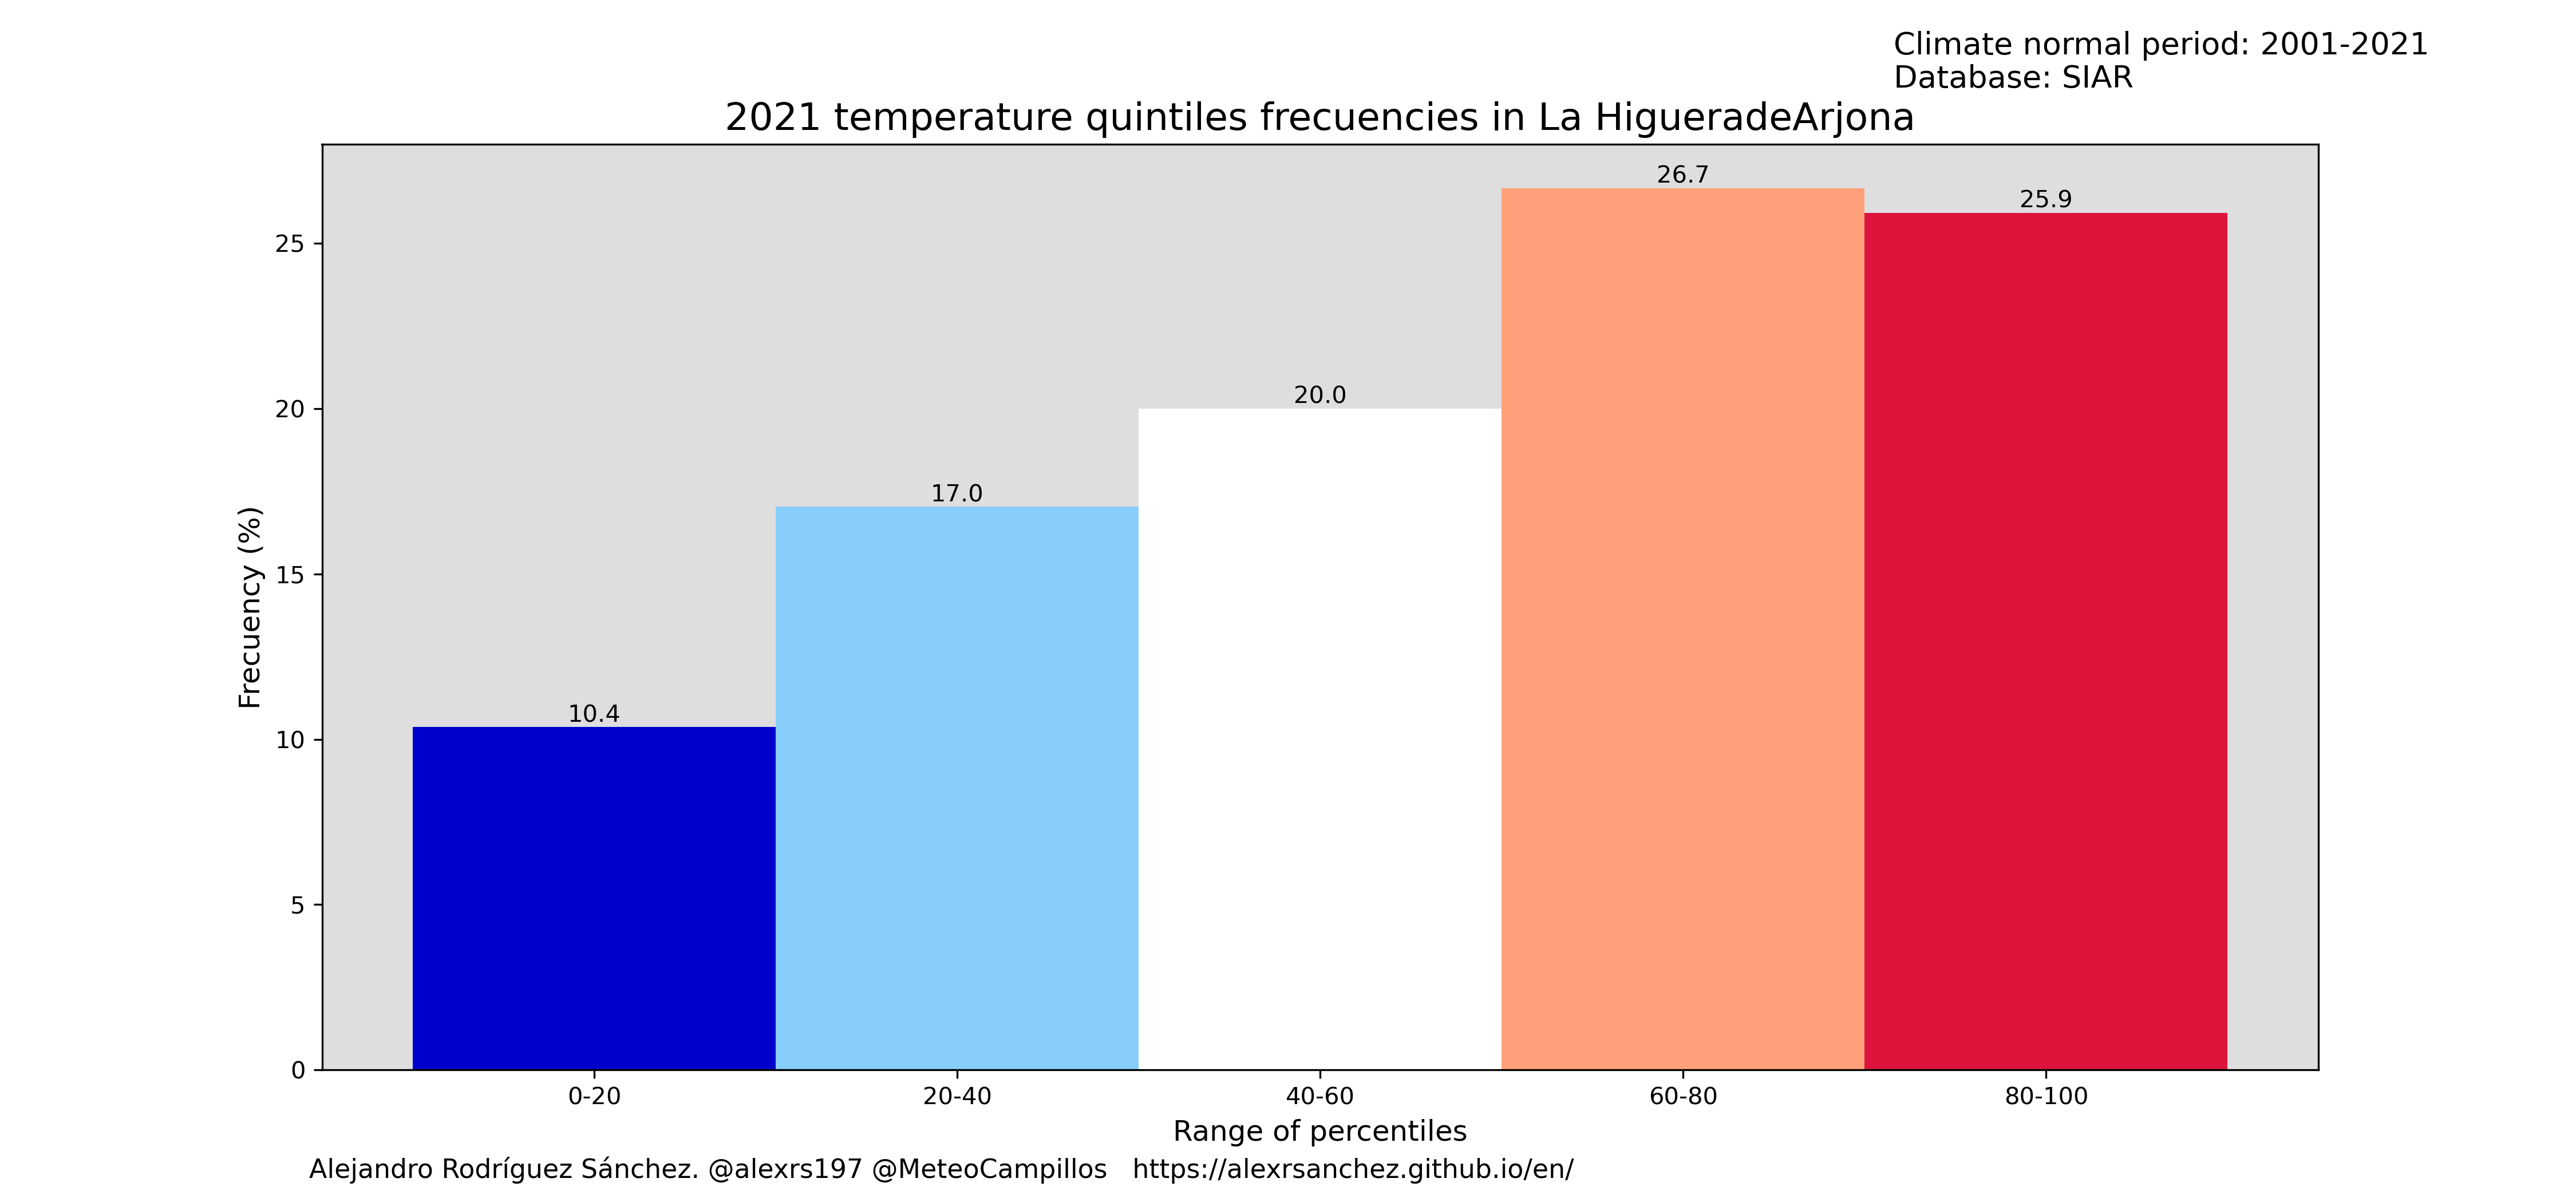 Climate normal period: 2001-2021
Database: SIAR
2021 temperature quintiles frecuencies in La HigueradeArjona
26.7
25.9
25
20.0
20
17.0
Frecuency (%)
15
10.4
10
5
0
0-20 20-40 40-60 60-80 80-100
Range of percentiles
Alejandro Rodríguez Sánchez. @alexrs197 @MeteoCampillos https://alexrsanchez.github.io/en/